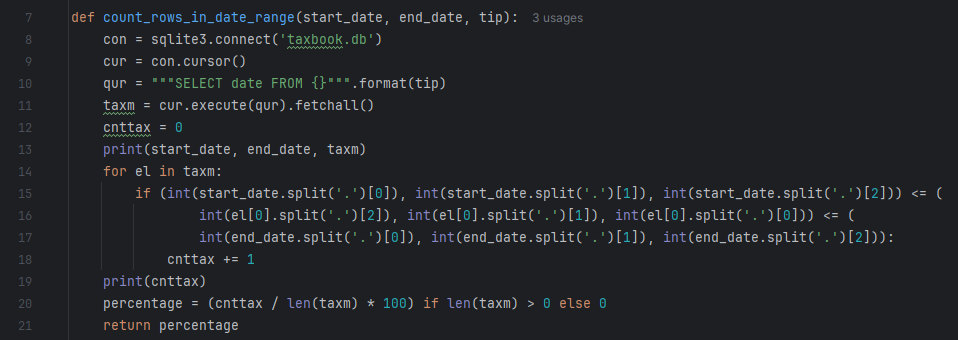 7 def count_rows_in_date_range(start_date, end_date, tip): 3 usages
8 con = sqlite3.connect('taxbook.db')
9 cur = con.cursor()
10 qur = """SELECT date FROM {}""".format(tip)
11 taxm = cur.execute(qur).fetchall()
12 cnttax = 0
13 print(start_date, end_date, taxm)
14 for el in taxm:
15 if (int(start_date.split('.')[0]), int(start_date.split('.')[1]), int(start_date.split('.')[2])) <= (
16 int(el[0].split('.')[2]), int(el[0].split('.')[1]), int(el[0].split('.')[0])) <= (
17 int(end_date.split('.')[0]), int(end_date.split('.')[1]), int(end_date.split('.')[2])):
18 cnttax += 1
19 print(cnttax)
20 percentage = (cnttax / len(taxm) * 100) if len(taxm) > 0 else 0
21 return percentage